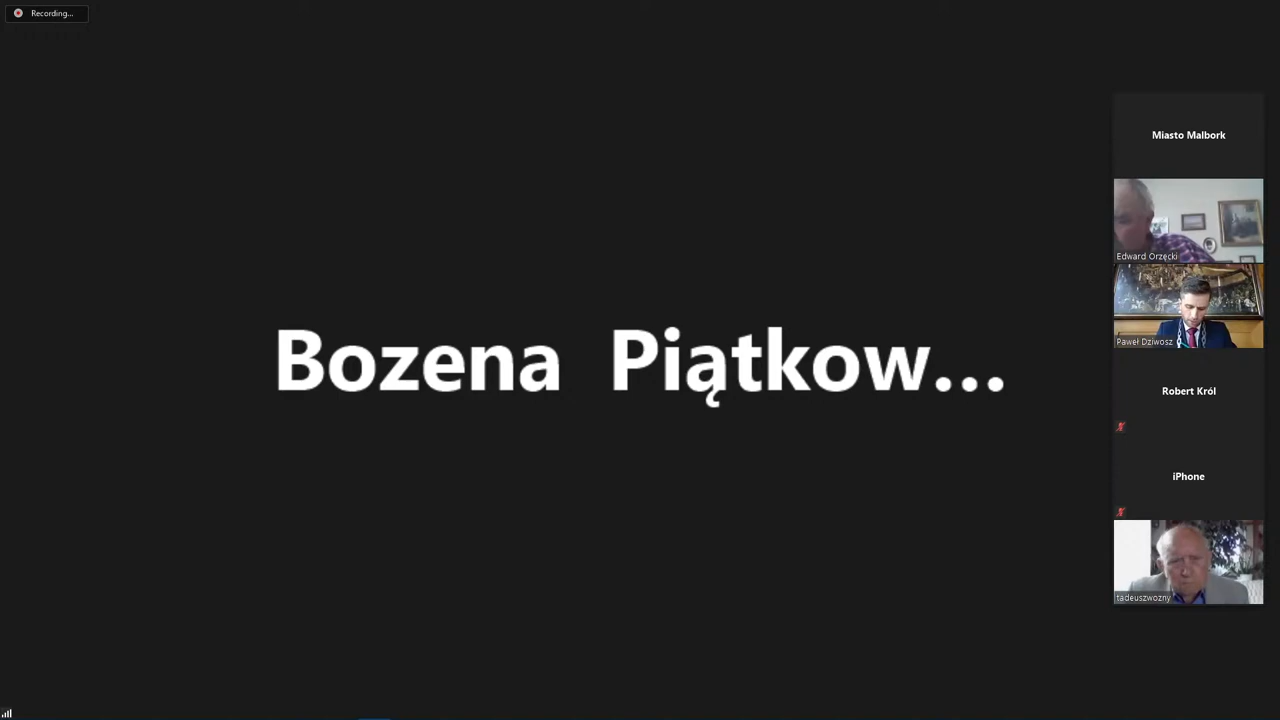 Recording...
Miasto Malbork
Edward Orzęcki
Paweł Dziwosz
Bozena Piątkow...
Robert Król
iPhone
tadeuszwozny